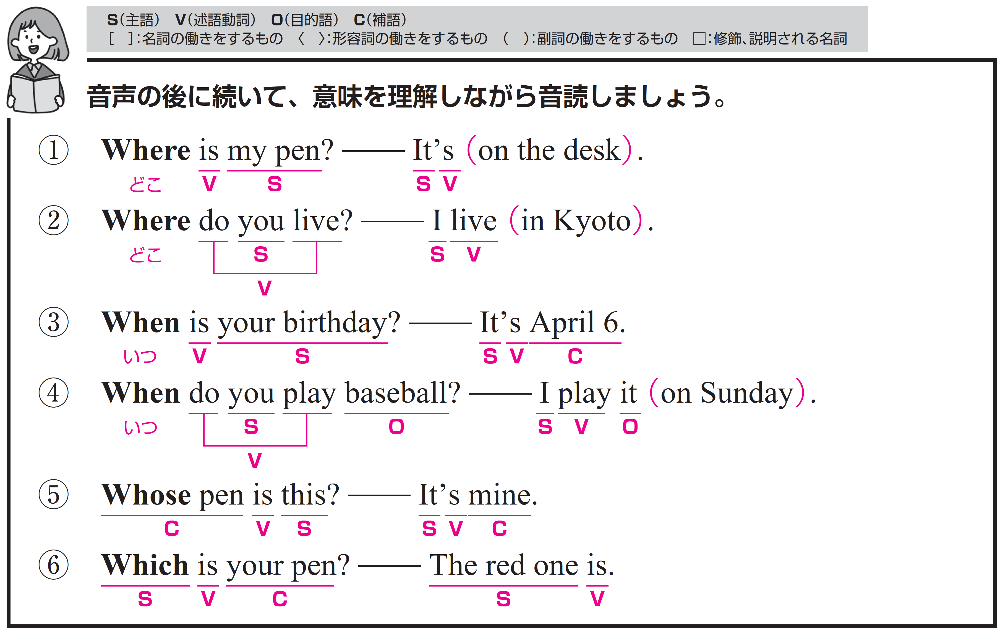 S（主語）　V（述語動詞）　O（目的語）　C（補語）
［　］：名詞の働きをするもの　〈　〉：形容詞の働きをするもの　（　）：副詞の働きをするもの　□：修飾、説明される名詞
音声の後に続いて、意味を理解しながら音読しましょう。
① Where is my pen? —— It’s （on the desk）.
どこ V S S V
② Where do you live? —— I live （in Kyoto）.
どこ S S V
V
③ When is your birthday? —— It’s April 6.
いつ V S S V C
④ When do you play baseball? —— I play it （on Sunday）.
いつ S O S V O
V
⑤ Whose pen is this? —— It’s mine.
C V S S V C
⑥ Which is your pen? —— The red one is.
S V C S V